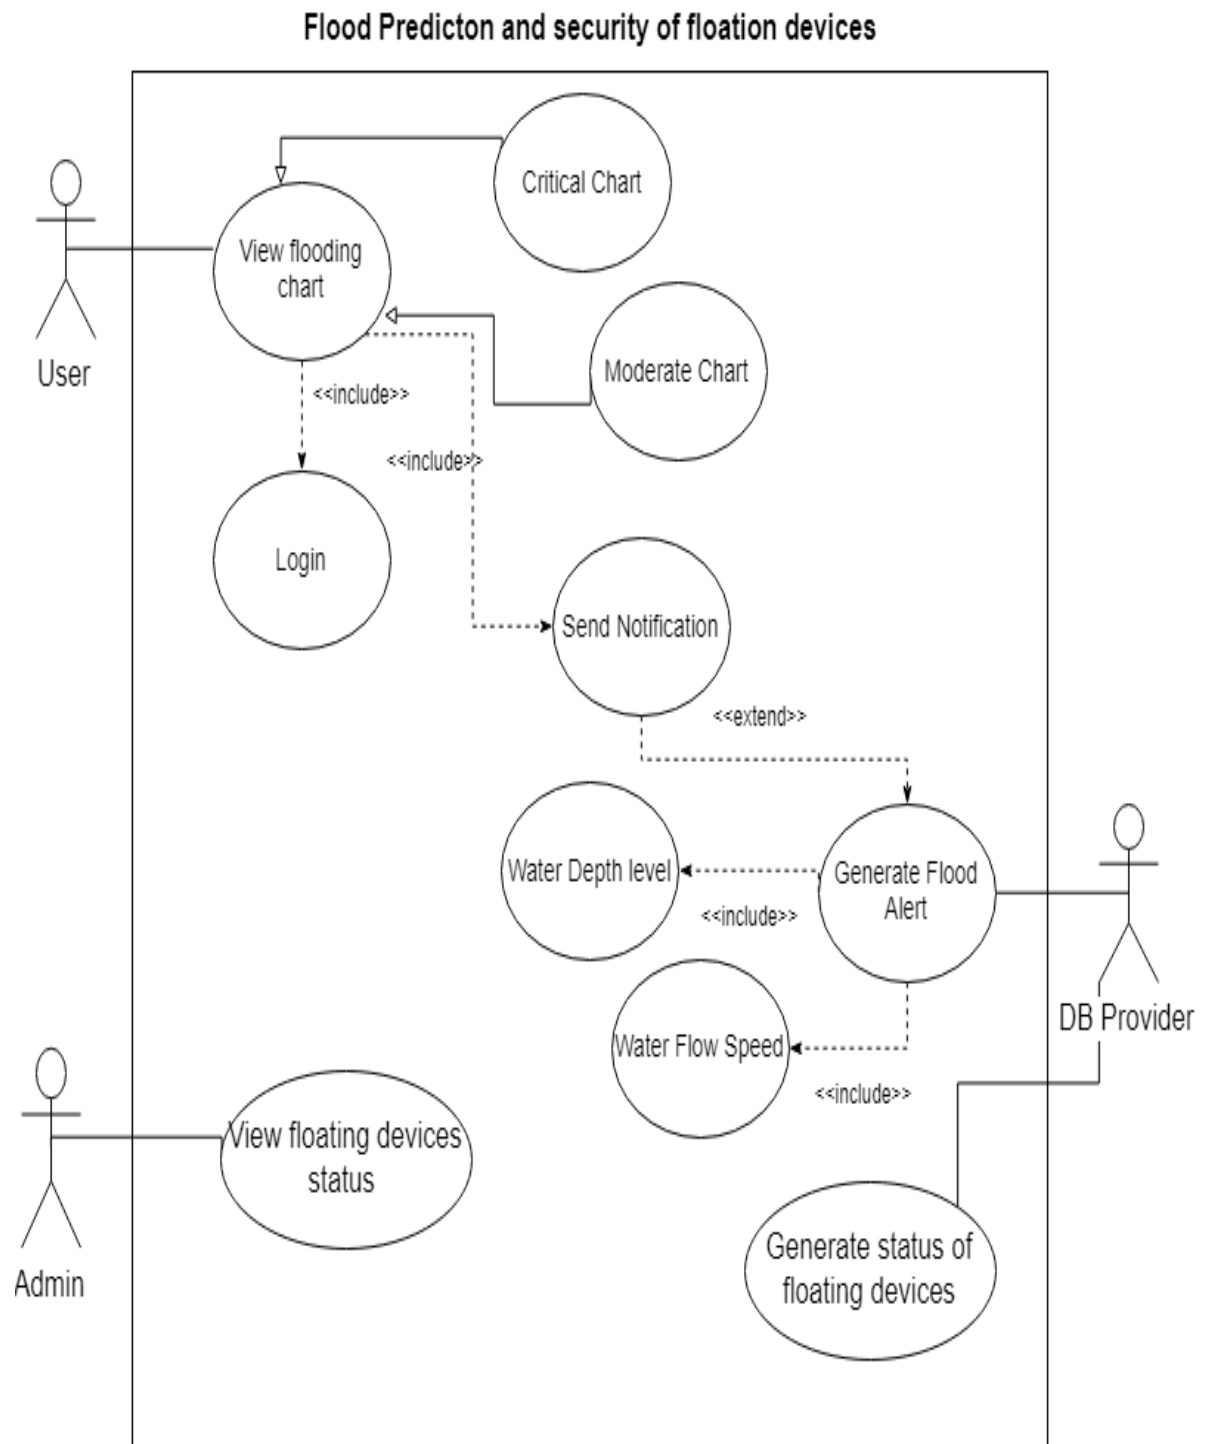 Flood Predicton and security of floation devices
Critical Chart
View flooding
chart
Moderate Chart
User
<<include>>
<<include>>
Login
Send Notification
<<extend>>
Water Depth level
Generate Flood
Alert
<<include>>
DB Provider
Water Flow Speed
<<include>>
View floating devices
status
Generate status of
floating devices
Admin